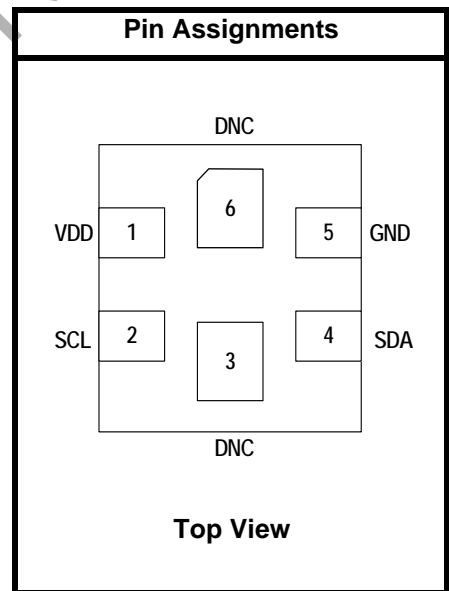 Pin Assignments
DNC
6
VDD 1 5 GND
SCL 2 4 SDA
3
DNC
Top View